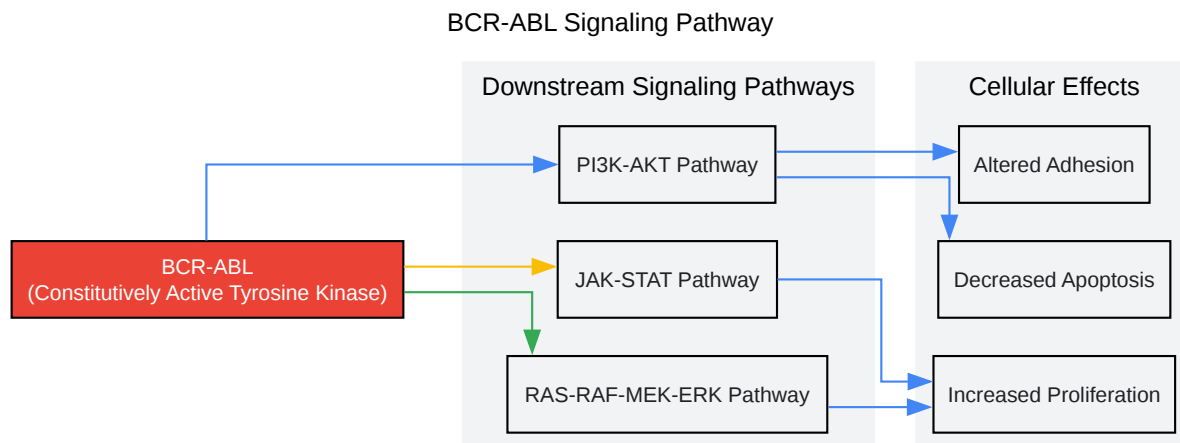 BCR-ABL Signaling Pathway
Downstream Signaling Pathways
Cellular Effects
PI3K-AKT Pathway
Altered Adhesion
BCR-ABL
(Constitutively Active Tyrosine Kinase)
JAK-STAT Pathway
Decreased Apoptosis
RAS-RAF-MEK-ERK Pathway
Increased Proliferation